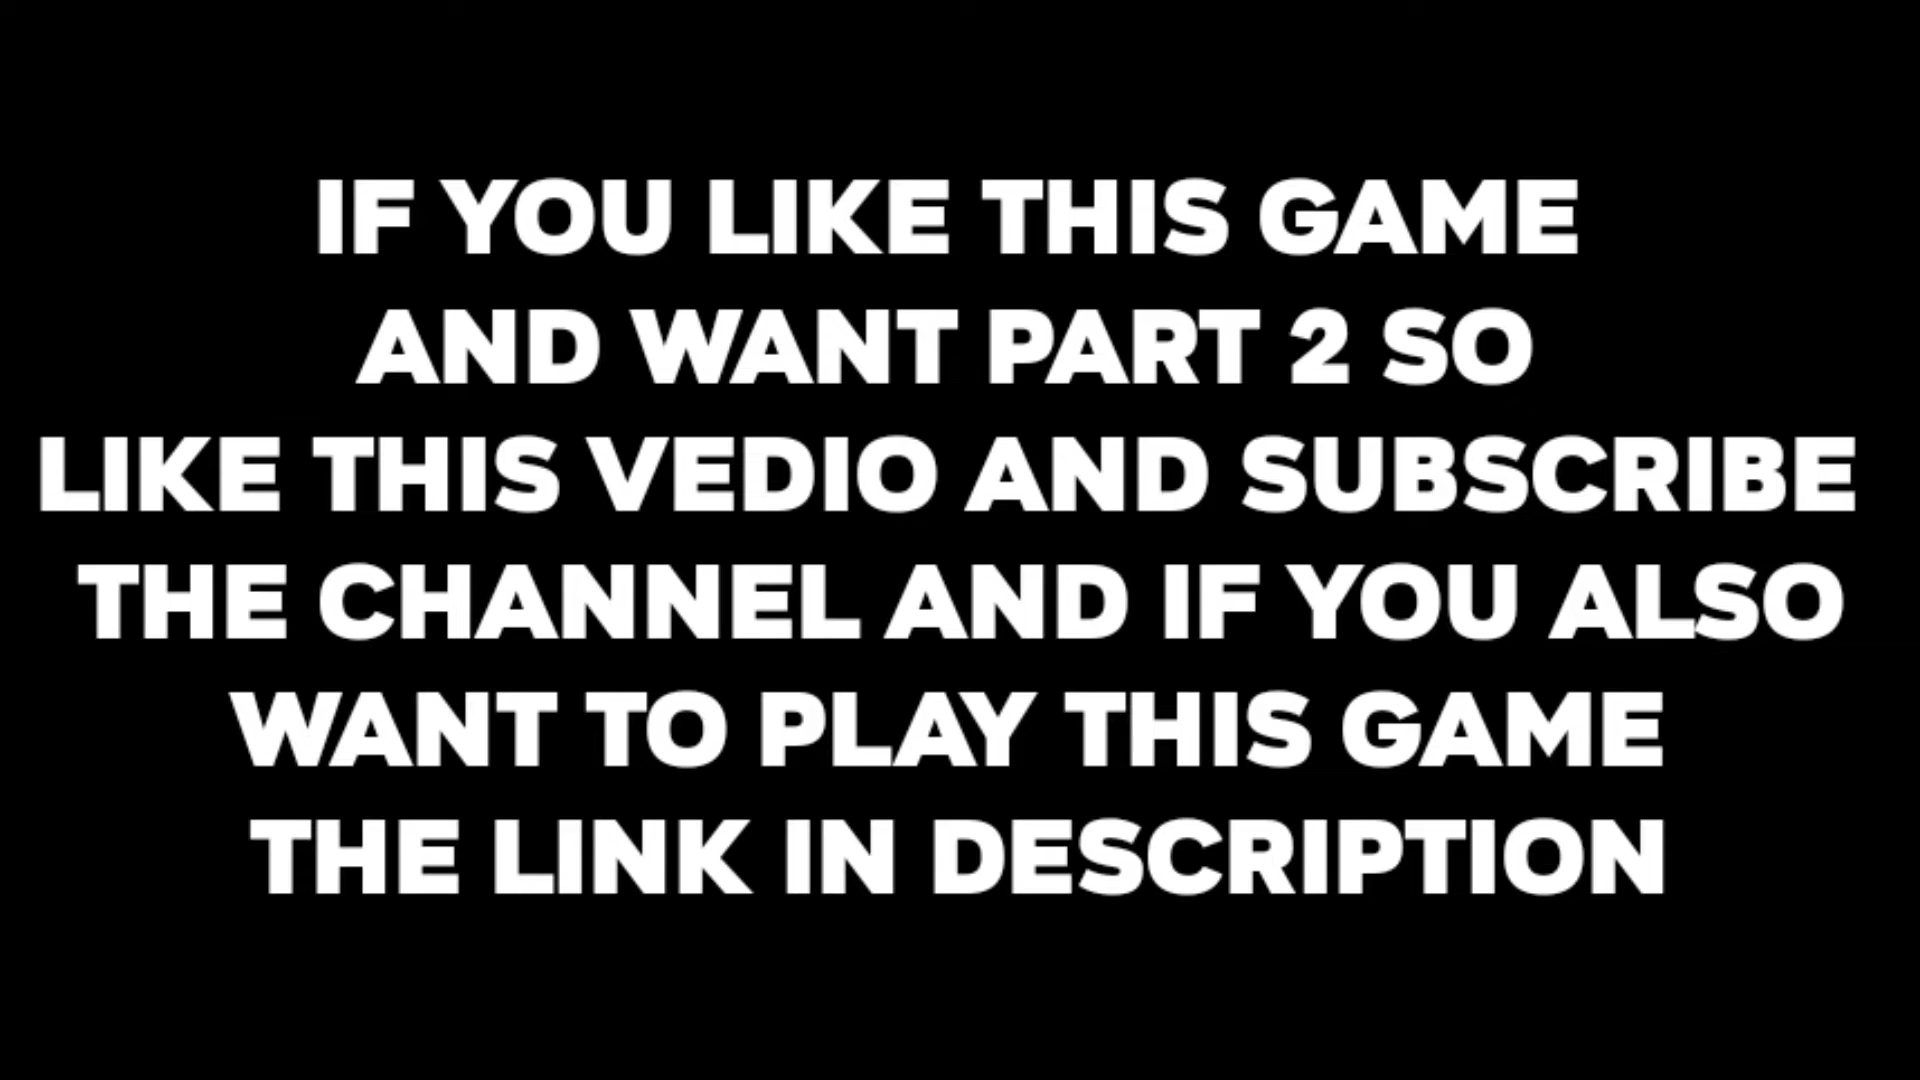 IF YOU LIKE THIS GAME
AND WANT PART 2 SO
LIKE THIS VEDIO AND SUBSCRIBE
THE CHANNEL AND IF YOU ALSO
WANT TO PLAY THIS GAME
THE LINK IN DESCRIPTION